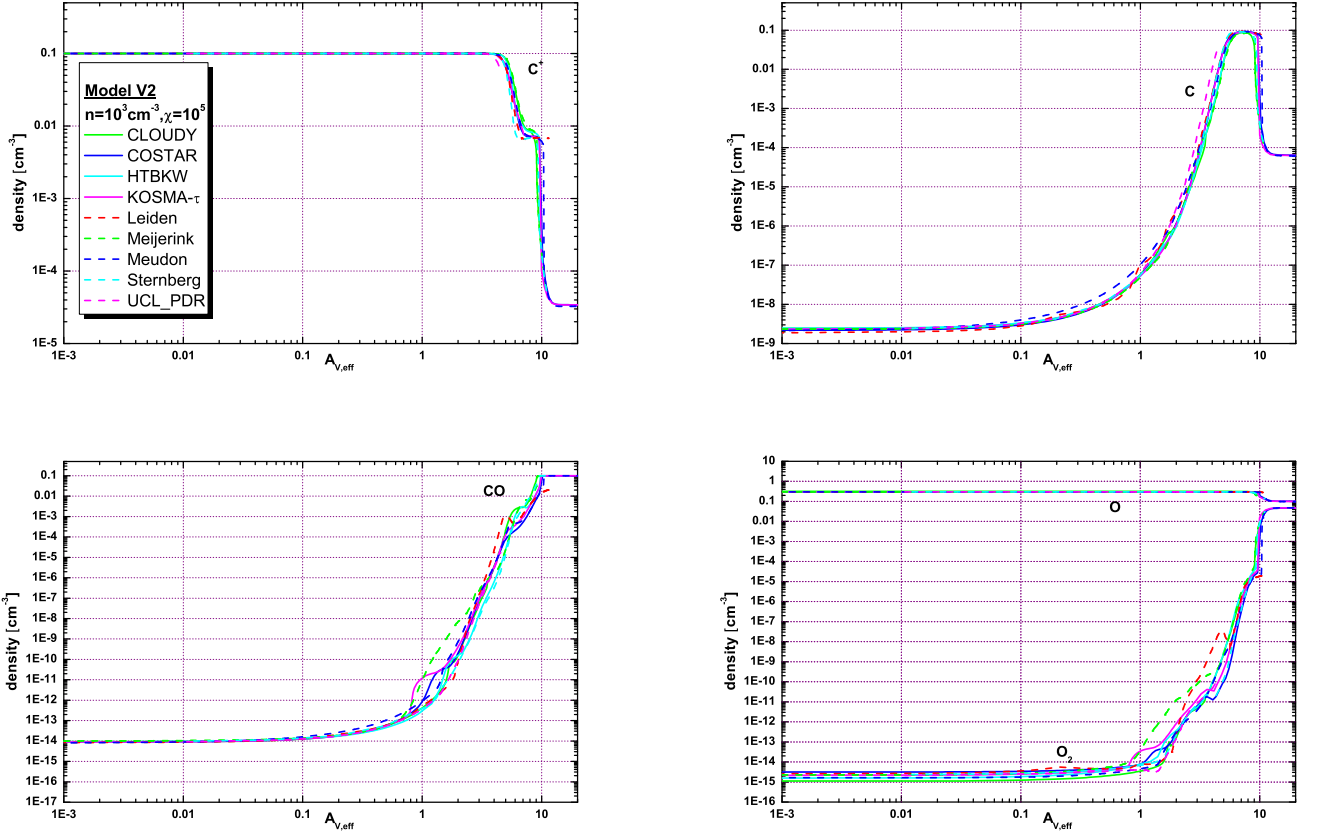 0.1
0.01
1E-3
1E-4
1E-5
density [cm⁻³]
C⁺
Model V2
n=10³cm⁻³,χ=10⁵
CLOUDY
COSTAR
HTBKW
KOSMA-τ
Leiden
Meijerink
Meudon
Sternberg
UCL_PDR
1E-3 0.01 0.1 1 10
A_V,eff
0.1
0.01
1E-3
1E-4
1E-5
1E-6
1E-7
1E-8
1E-9
density [cm⁻³]
C
1E-3 0.01 0.1 1 10
A_V,eff
0.1
0.01
1E-3
1E-4
1E-5
1E-6
1E-7
1E-8
1E-9
1E-10
1E-11
1E-12
1E-13
1E-14
1E-15
1E-16
1E-17
density [cm⁻³]
CO
1E-3 0.01 0.1 1 10
A_V,eff
10
1
0.1
0.01
1E-3
1E-4
1E-5
1E-6
1E-7
1E-8
1E-9
1E-10
1E-11
1E-12
1E-13
1E-14
1E-15
1E-16
density [cm⁻³]
O
O₂
1E-3 0.01 0.1 1 10
A_V,eff